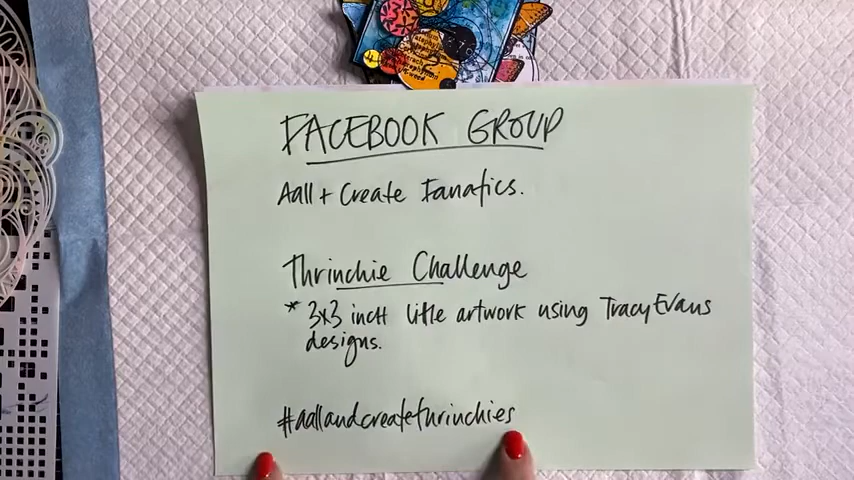 FACEBOOK GROUP
Aall + Create Fanatics.
Thrinchie Challenge
* 3x3 inch little artwork using Tracy Evans
designs.
#aallandcreatethrinchies